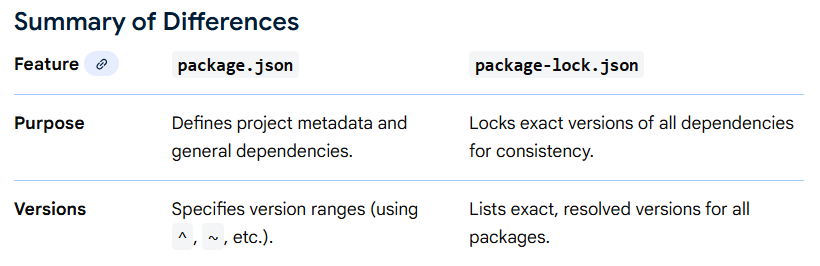 Summary of Differences
Feature package.json package-lock.json
Purpose Defines project metadata and general dependencies. Locks exact versions of all dependencies for consistency.
Versions Specifies version ranges (using ^, ~, etc.). Lists exact, resolved versions for all packages.